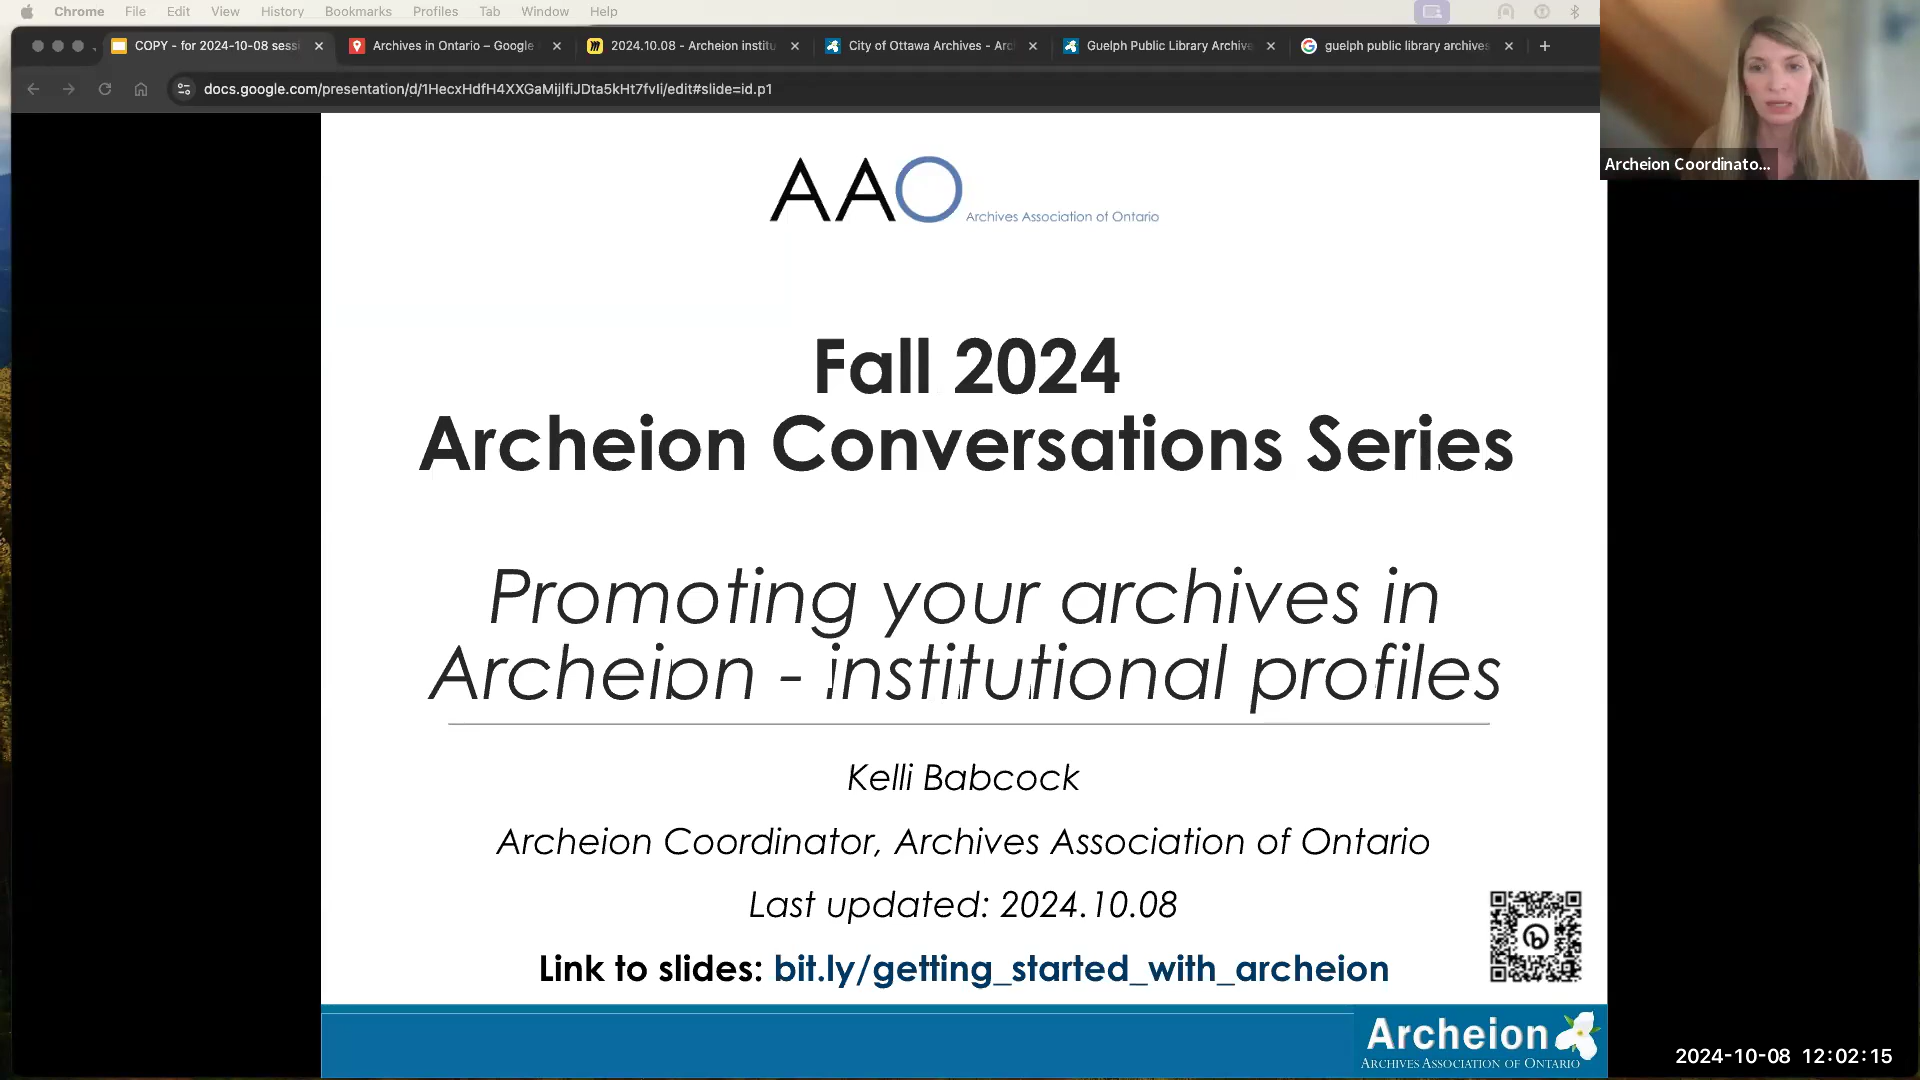 Chrome File Edit View History Bookmarks Profiles Tab Window Help
COPY - for 2024-10-08 sessi
Archives in Ontario – Google
2024.10.08 - Archeion institu
City of Ottawa Archives - Arc
Guelph Public Library Archive
guelph public library archives
docs.google.com/presentation/d/1HecxHdfH4XXGaMijlfiJDta5kHt7fvIi/edit#slide=id.p1
Archeion Coordinato...
AAO Archives Association of Ontario
Fall 2024
Archeion Conversations Series
Promoting your archives in
Archeion - institutional profiles
Kelli Babcock
Archeion Coordinator, Archives Association of Ontario
Last updated: 2024.10.08
Link to slides: bit.ly/getting_started_with_archeion
Archeion
ARCHIVES ASSOCIATION OF ONTARIO
2024-10-08 12:02:15